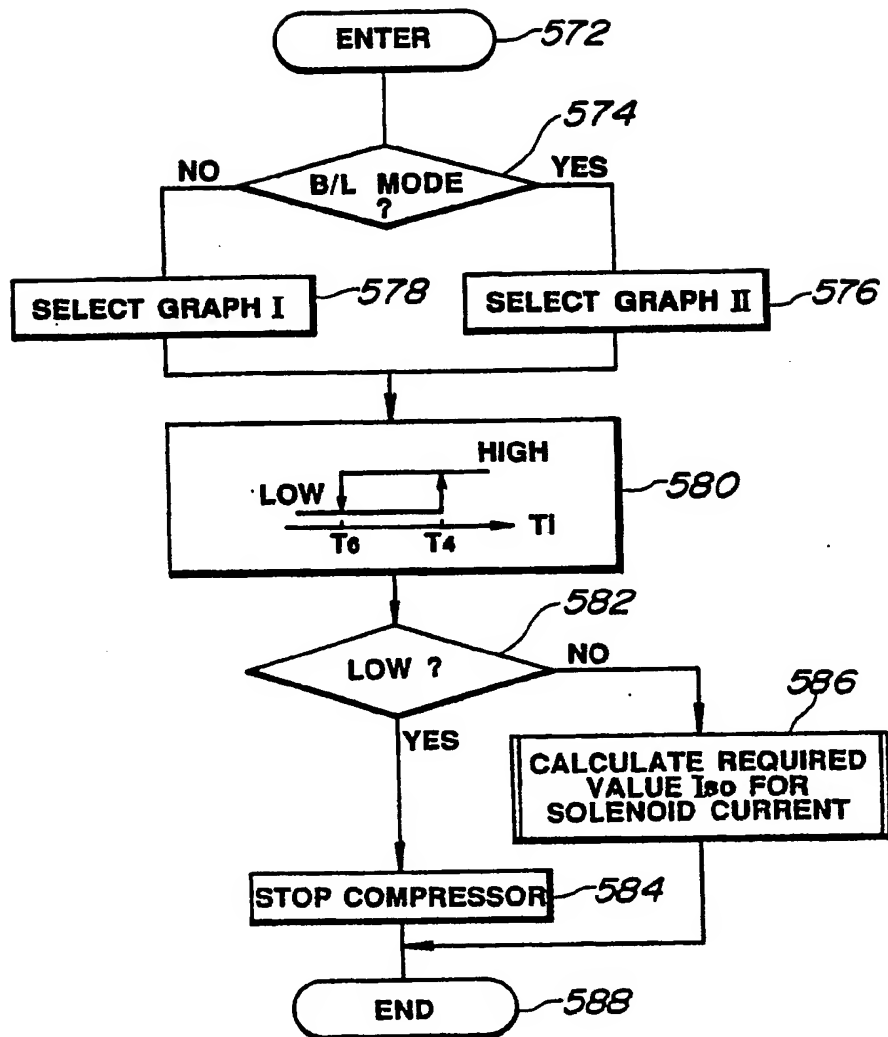 ENTER
572
574
NO
B/L MODE
?
YES
SELECT GRAPH I
578
SELECT GRAPH II
576
HIGH
LOW
Ti
T6
T4
580
582
LOW ?
NO
586
YES
CALCULATE REQUIRED
VALUE Iso FOR
SOLENOID CURRENT
STOP COMPRESSOR
584
END
588